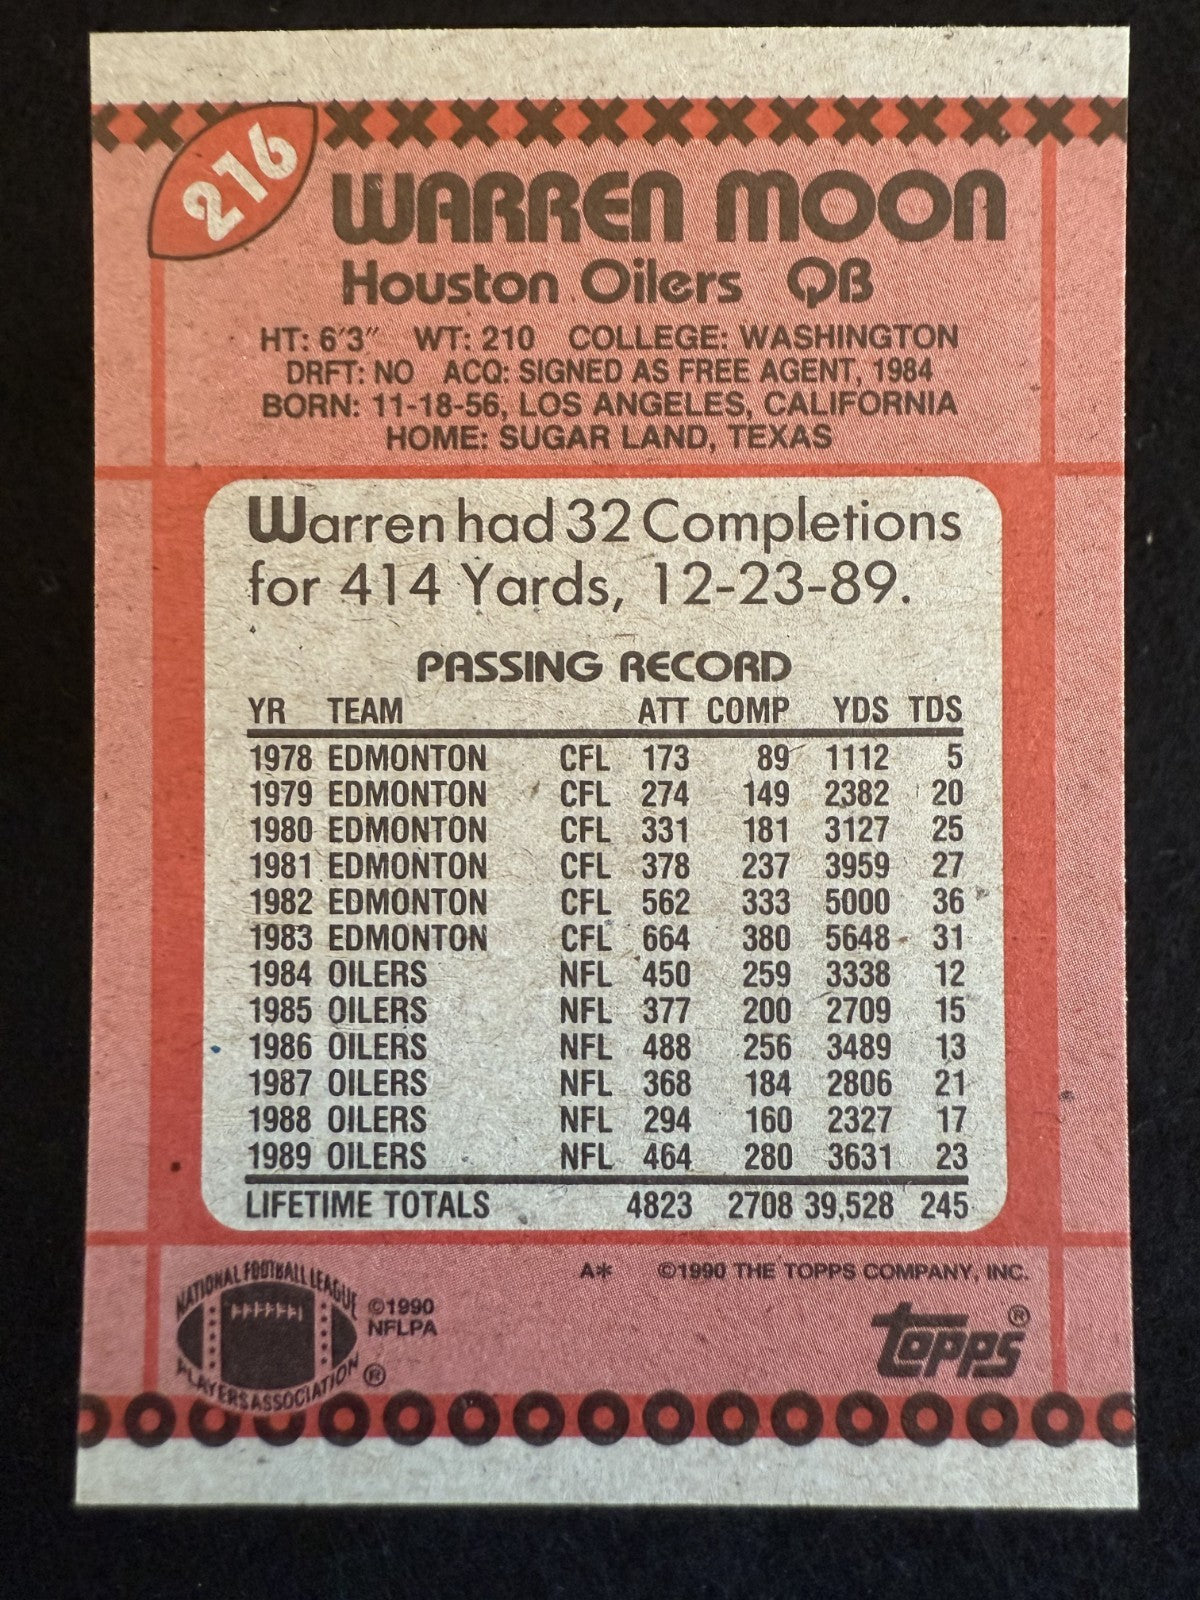 216
WARREN MOON
Houston Oilers QB
HT: 6'3" WT: 210 COLLEGE: WASHINGTON
DRFT: NO ACQ: SIGNED AS FREE AGENT, 1984
BORN: 11-18-56, LOS ANGELES, CALIFORNIA
HOME: SUGAR LAND, TEXAS
Warren had 32 Completions
for 414 Yards, 12-23-89.
PASSING RECORD
YR TEAM ATT COMP YDS TDS
1978 EDMONTON CFL 173 89 1112 5
1979 EDMONTON CFL 274 149 2382 20
1980 EDMONTON CFL 331 181 3127 25
1981 EDMONTON CFL 378 237 3959 27
1982 EDMONTON CFL 562 333 5000 36
1983 EDMONTON CFL 664 380 5648 31
1984 OILERS NFL 450 259 3338 12
1985 OILERS NFL 377 200 2709 15
1986 OILERS NFL 488 256 3489 13
1987 OILERS NFL 368 184 2806 21
1988 OILERS NFL 294 160 2327 17
1989 OILERS NFL 464 280 3631 23
LIFETIME TOTALS 4823 2708 39,528 245
A* ©1990 THE TOPPS COMPANY, INC.
NATIONAL FOOTBALL LEAGUE
PLAYERS ASSOCIATION ®
©1990
NFLPA
topps®